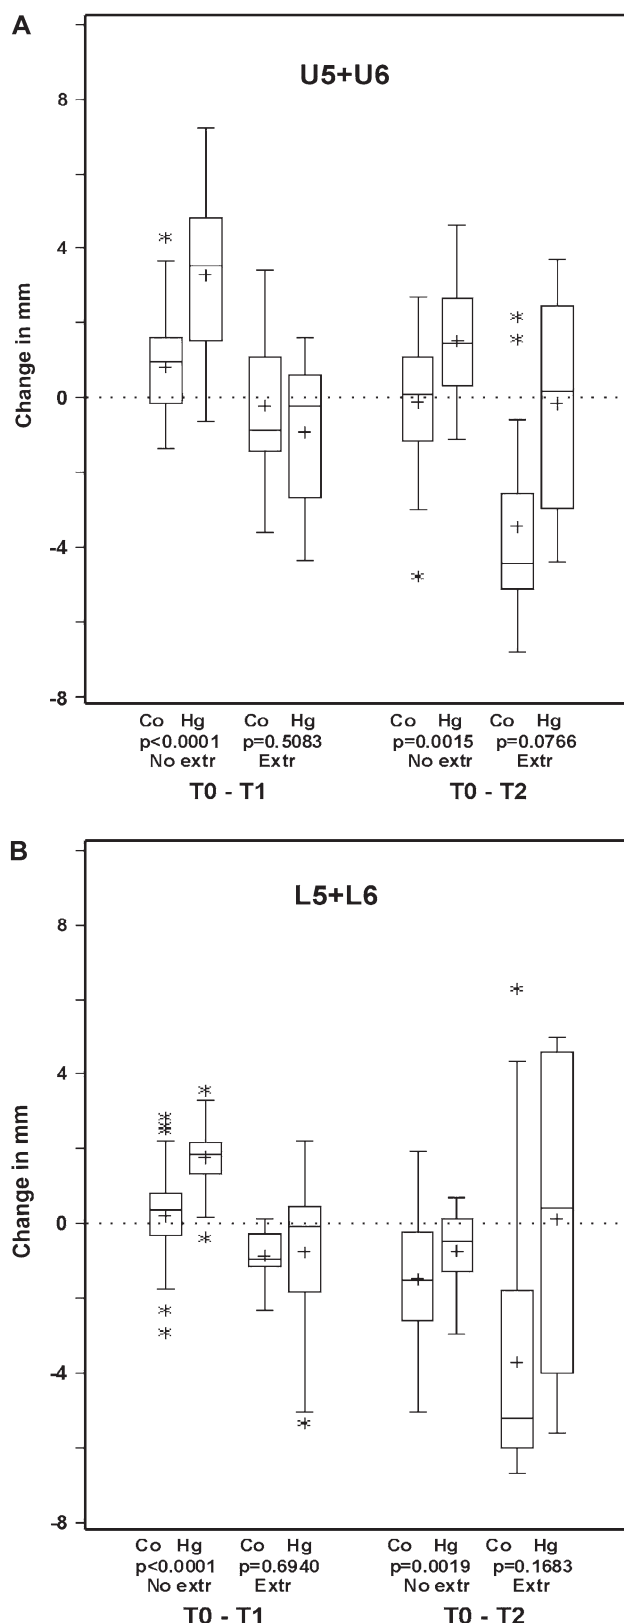 A
U5+U6
8
4
0
-4
-8
Change in mm
Co Hg Co Hg Co Hg Co Hg
p<0.0001 p=0.5083 p=0.0015 p=0.0766
No extr Extr No extr Extr
T0 - T1 T0 - T2
B
L5+L6
8
4
0
-4
-8
Change in mm
Co Hg Co Hg Co Hg Co Hg
p<0.0001 p=0.6940 p=0.0019 p=0.1683
No extr Extr No extr Extr
T0 - T1 T0 - T2